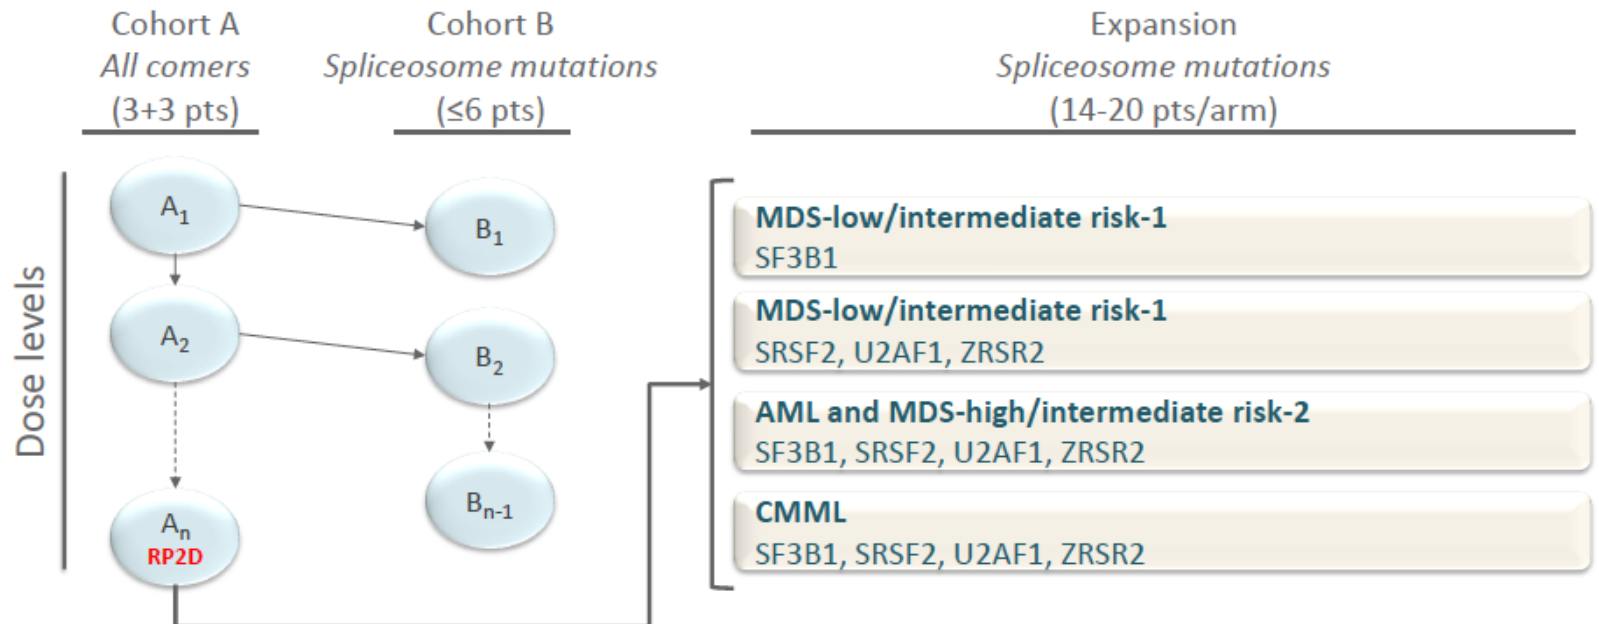 Cohort A
All comers
(3+3 pts)
Cohort B
Spliceosome mutations
(≤6 pts)
Expansion
Spliceosome mutations
(14-20 pts/arm)
Dose levels
A₁
B₁
A₂
B₂
Aₙ
RP2D
Bₙ₋₁
MDS-low/intermediate risk-1
SF3B1
MDS-low/intermediate risk-1
SRSF2, U2AF1, ZRSR2
AML and MDS-high/intermediate risk-2
SF3B1, SRSF2, U2AF1, ZRSR2
CMML
SF3B1, SRSF2, U2AF1, ZRSR2